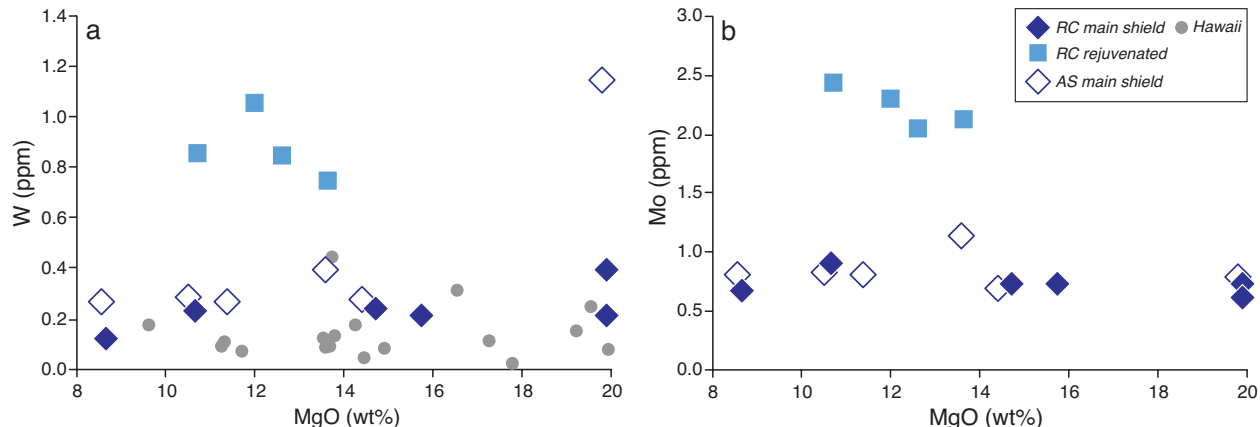 a
1.4
1.2
1.0
0.8
0.6
0.4
0.2
0.0
W (ppm)
8 10 12 14 16 18 20
MgO (wt%)
b
3.0
2.5
2.0
1.5
1.0
0.5
0.0
Mo (ppm)
8 10 12 14 16 18 20
MgO (wt%)
RC main shield Hawaii
RC rejuvenated
AS main shield